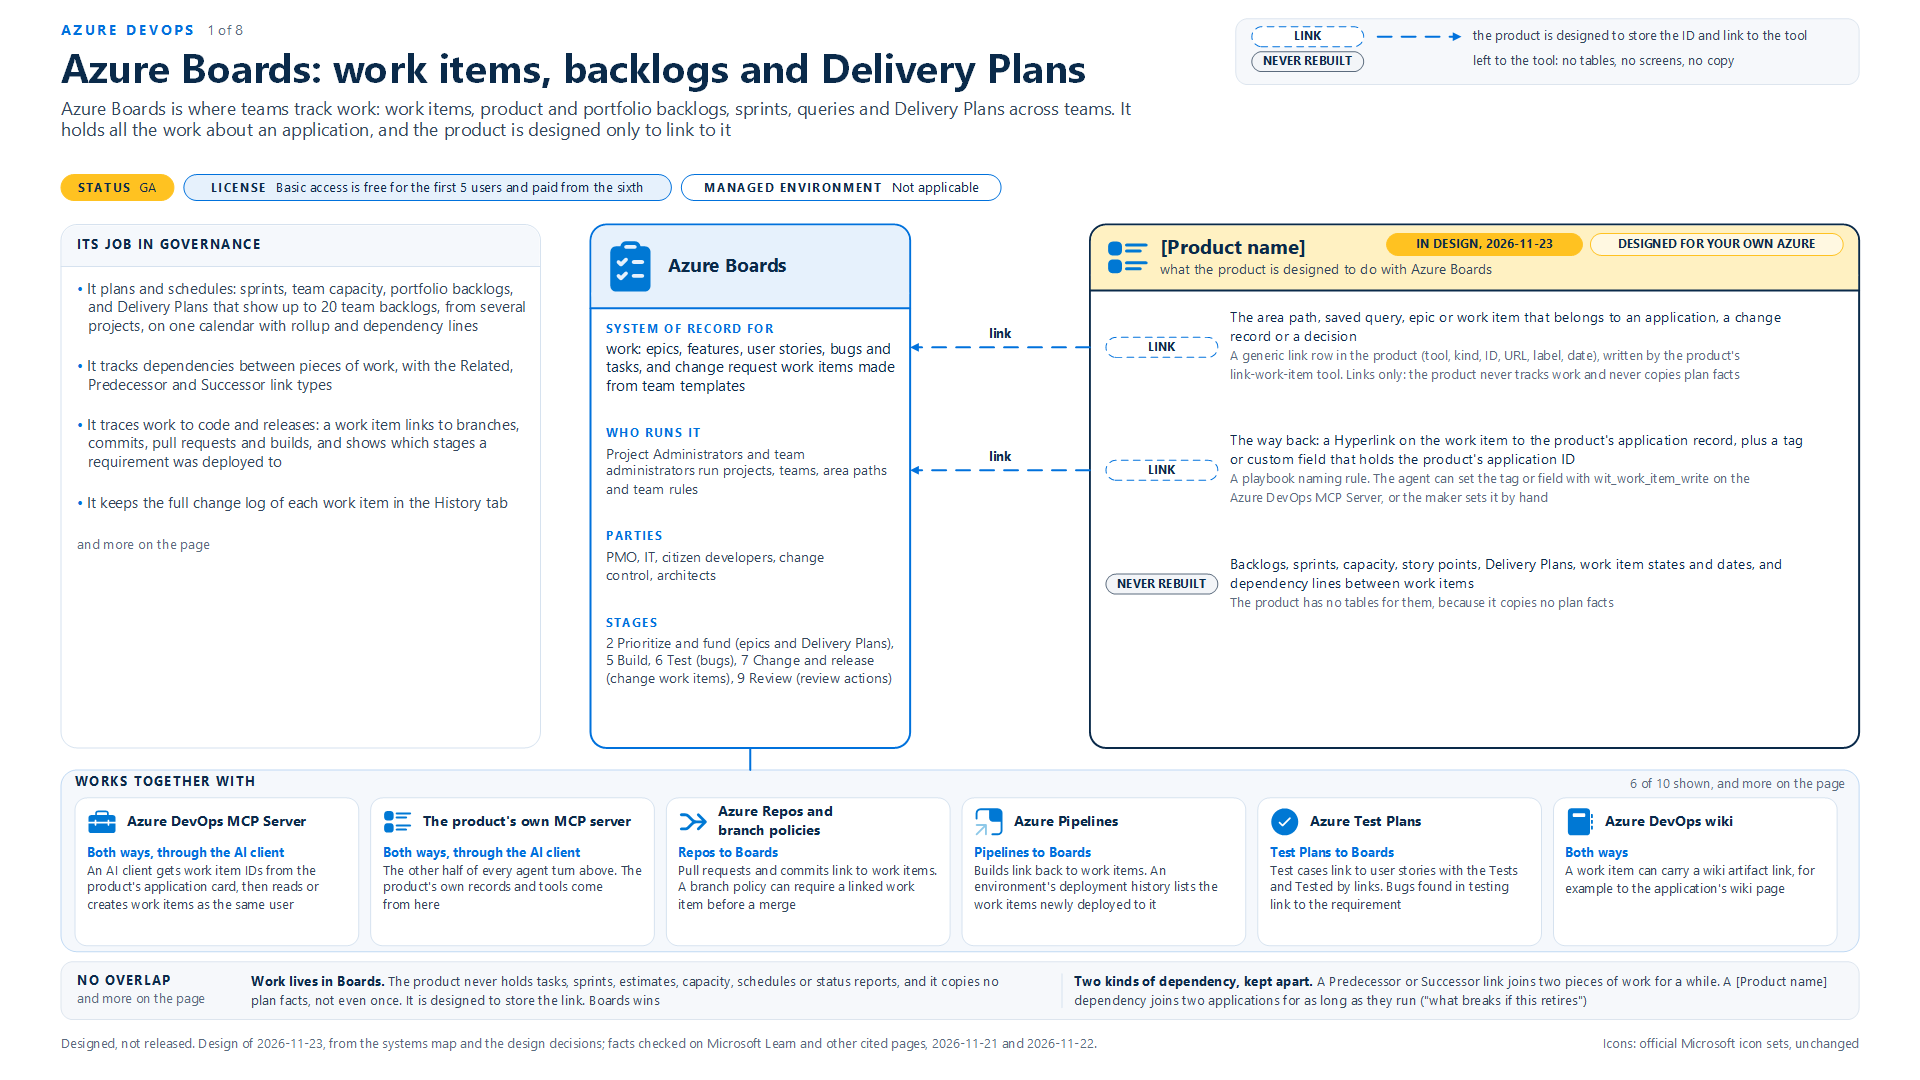 AZURE DEVOPS 1 of 8
Azure Boards: work items, backlogs and Delivery Plans
Azure Boards is where teams track work: work items, product and portfolio backlogs, sprints, queries and Delivery Plans across teams. It
holds all the work about an application, and the product is designed only to link to it
LINK the product is designed to store the ID and link to the tool
NEVER REBUILT left to the tool: no tables, no screens, no copy
STATUS GA
LICENSE Basic access is free for the first 5 users and paid from the sixth
MANAGED ENVIRONMENT Not applicable
ITS JOB IN GOVERNANCE
• It plans and schedules: sprints, team capacity, portfolio backlogs,
and Delivery Plans that show up to 20 team backlogs, from several
projects, on one calendar with rollup and dependency lines
• It tracks dependencies between pieces of work, with the Related,
Predecessor and Successor link types
• It traces work to code and releases: a work item links to branches,
commits, pull requests and builds, and shows which stages a
requirement was deployed to
• It keeps the full change log of each work item in the History tab
and more on the page
Azure Boards
SYSTEM OF RECORD FOR
work: epics, features, user stories, bugs and
tasks, and change request work items made
from team templates
WHO RUNS IT
Project Administrators and team
administrators run projects, teams, area paths
and team rules
PARTIES
PMO, IT, citizen developers, change
control, architects
STAGES
2 Prioritize and fund (epics and Delivery Plans),
5 Build, 6 Test (bugs), 7 Change and release
(change work items), 9 Review (review actions)
link
link
[Product name]
IN DESIGN, 2026-11-23
DESIGNED FOR YOUR OWN AZURE
what the product is designed to do with Azure Boards
LINK
The area path, saved query, epic or work item that belongs to an application, a change
record or a decision
A generic link row in the product (tool, kind, ID, URL, label, date), written by the product's
link-work-item tool. Links only: the product never tracks work and never copies plan facts
LINK
The way back: a Hyperlink on the work item to the product's application record, plus a tag
or custom field that holds the product's application ID
A playbook naming rule. The agent can set the tag or field with wit_work_item_write on the
Azure DevOps MCP Server, or the maker sets it by hand
NEVER REBUILT
Backlogs, sprints, capacity, story points, Delivery Plans, work item states and dates, and
dependency lines between work items
The product has no tables for them, because it copies no plan facts
WORKS TOGETHER WITH
6 of 10 shown, and more on the page
Azure DevOps MCP Server
Both ways, through the AI client
An AI client gets work item IDs from the
product's application card, then reads or
creates work items as the same user
The product's own MCP server
Both ways, through the AI client
The other half of every agent turn above. The
product's own records and tools come
from here
Azure Repos and
branch policies
Repos to Boards
Pull requests and commits link to work items.
A branch policy can require a linked work
item before a merge
Azure Pipelines
Pipelines to Boards
Builds link back to work items. An
environment's deployment history lists the
work items newly deployed to it
Azure Test Plans
Test Plans to Boards
Test cases link to user stories with the Tests
and Tested by links. Bugs found in testing
link to the requirement
Azure DevOps wiki
Both ways
A work item can carry a wiki artifact link, for
example to the application's wiki page
NO OVERLAP
and more on the page
Work lives in Boards. The product never holds tasks, sprints, estimates, capacity, schedules or status reports, and it copies no
plan facts, not even once. It is designed to store the link. Boards wins
Two kinds of dependency, kept apart. A Predecessor or Successor link joins two pieces of work for a while. A [Product name]
dependency joins two applications for as long as they run ("what breaks if this retires")
Designed, not released. Design of 2026-11-23, from the systems map and the design decisions; facts checked on Microsoft Learn and other cited pages, 2026-11-21 and 2026-11-22.
Icons: official Microsoft icon sets, unchanged